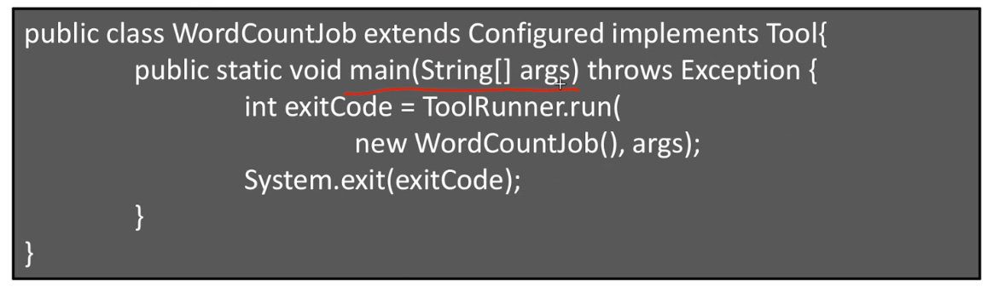 public class WordCountJob extends Configured implements Tool{
public static void main(String[] args) throws Exception {
int exitCode = ToolRunner.run(
new WordCountJob(), args);
System.exit(exitCode);
}
}